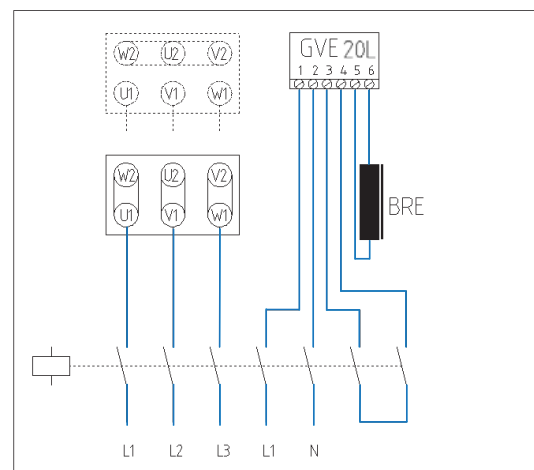 W2 U2 V2
U1 V1 W1
GVE 20L
1 2 3 4 5 6
W2 U2 V2
U1 V1 W1
BRE
L1 L2 L3 L1 N